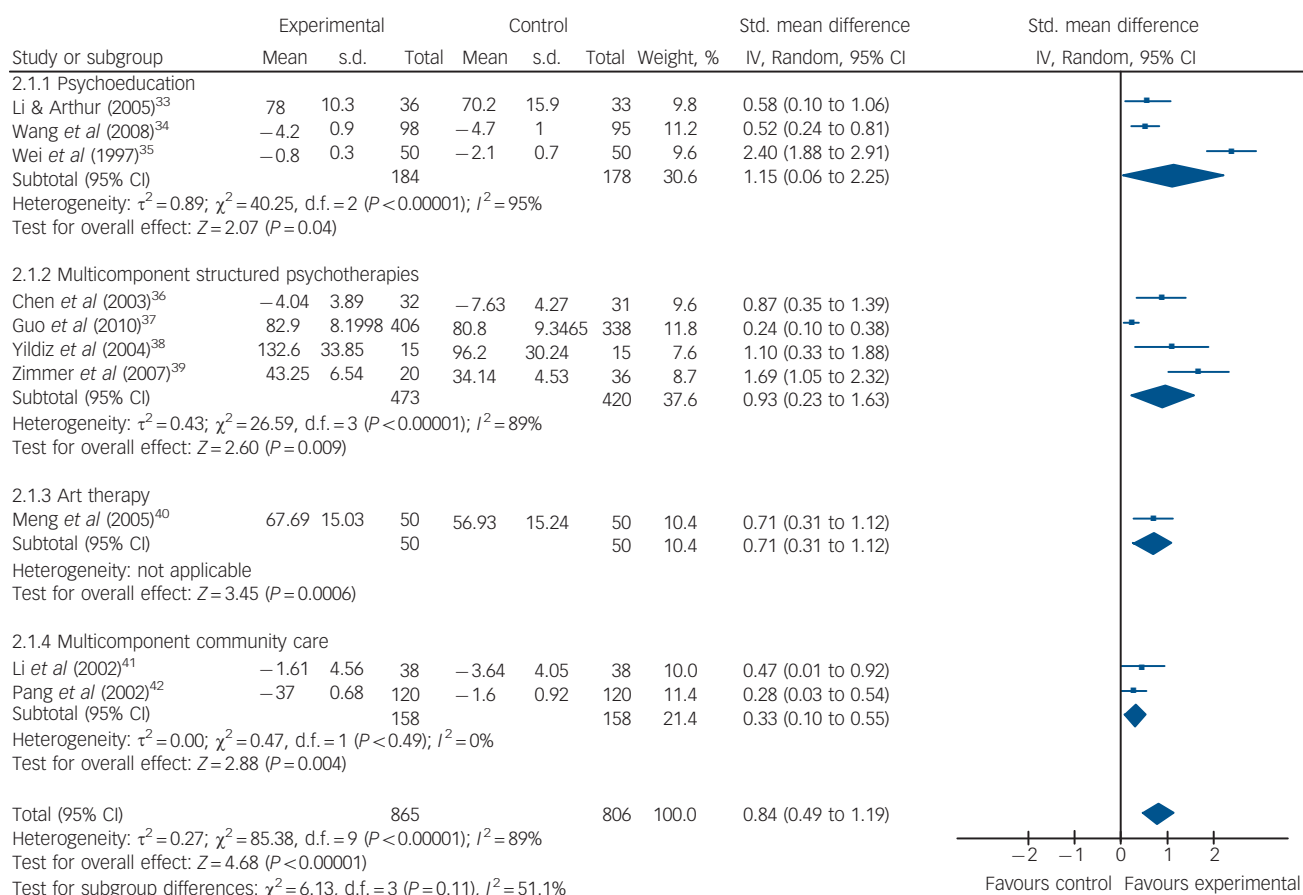 Experimental Control Std. mean difference Std. mean difference
Study or subgroup Mean s.d. Total Mean s.d. Total Weight, % IV, Random, 95% CI IV, Random, 95% CI
2.1.1 Psychoeducation
Li & Arthur (2005)³³ 78 10.3 36 70.2 15.9 33 9.8 0.58 (0.10 to 1.06)
Wang et al (2008)³⁴ −4.2 0.9 98 −4.7 1 95 11.2 0.52 (0.24 to 0.81)
Wei et al (1997)³⁵ −0.8 0.3 50 −2.1 0.7 50 9.6 2.40 (1.88 to 2.91)
Subtotal (95% CI) 184 178 30.6 1.15 (0.06 to 2.25)
Heterogeneity: τ²=0.89; χ²=40.25, d.f.=2 (P<0.00001); I²=95%
Test for overall effect: Z=2.07 (P=0.04)
2.1.2 Multicomponent structured psychotherapies
Chen et al (2003)³⁶ −4.04 3.89 32 −7.63 4.27 31 9.6 0.87 (0.35 to 1.39)
Guo et al (2010)³⁷ 82.9 8.1998 406 80.8 9.3465 338 11.8 0.24 (0.10 to 0.38)
Yildiz et al (2004)³⁸ 132.6 33.85 15 96.2 30.24 15 7.6 1.10 (0.33 to 1.88)
Zimmer et al (2007)³⁹ 43.25 6.54 20 34.14 4.53 36 8.7 1.69 (1.05 to 2.32)
Subtotal (95% CI) 473 420 37.6 0.93 (0.23 to 1.63)
Heterogeneity: τ²=0.43; χ²=26.59, d.f.=3 (P<0.00001); I²=89%
Test for overall effect: Z=2.60 (P=0.009)
2.1.3 Art therapy
Meng et al (2005)⁴⁰ 67.69 15.03 50 56.93 15.24 50 10.4 0.71 (0.31 to 1.12)
Subtotal (95% CI) 50 50 10.4 0.71 (0.31 to 1.12)
Heterogeneity: not applicable
Test for overall effect: Z=3.45 (P=0.0006)
2.1.4 Multicomponent community care
Li et al (2002)⁴¹ −1.61 4.56 38 −3.64 4.05 38 10.0 0.47 (0.01 to 0.92)
Pang et al (2002)⁴² −37 0.68 120 −1.6 0.92 120 11.4 0.28 (0.03 to 0.54)
Subtotal (95% CI) 158 158 21.4 0.33 (0.10 to 0.55)
Heterogeneity: τ²=0.00; χ²=0.47, d.f.=1 (P<0.49); I²=0%
Test for overall effect: Z=2.88 (P=0.004)
Total (95% CI) 865 806 100.0 0.84 (0.49 to 1.19)
Heterogeneity: τ²=0.27; χ²=85.38, d.f.=9 (P<0.00001); I²=89%
Test for overall effect: Z=4.68 (P<0.00001)
Test for subgroup differences: χ²=6.13, d.f.=3 (P=0.11), I²=51.1%
−2 −1 0 1 2
Favours control Favours experimental